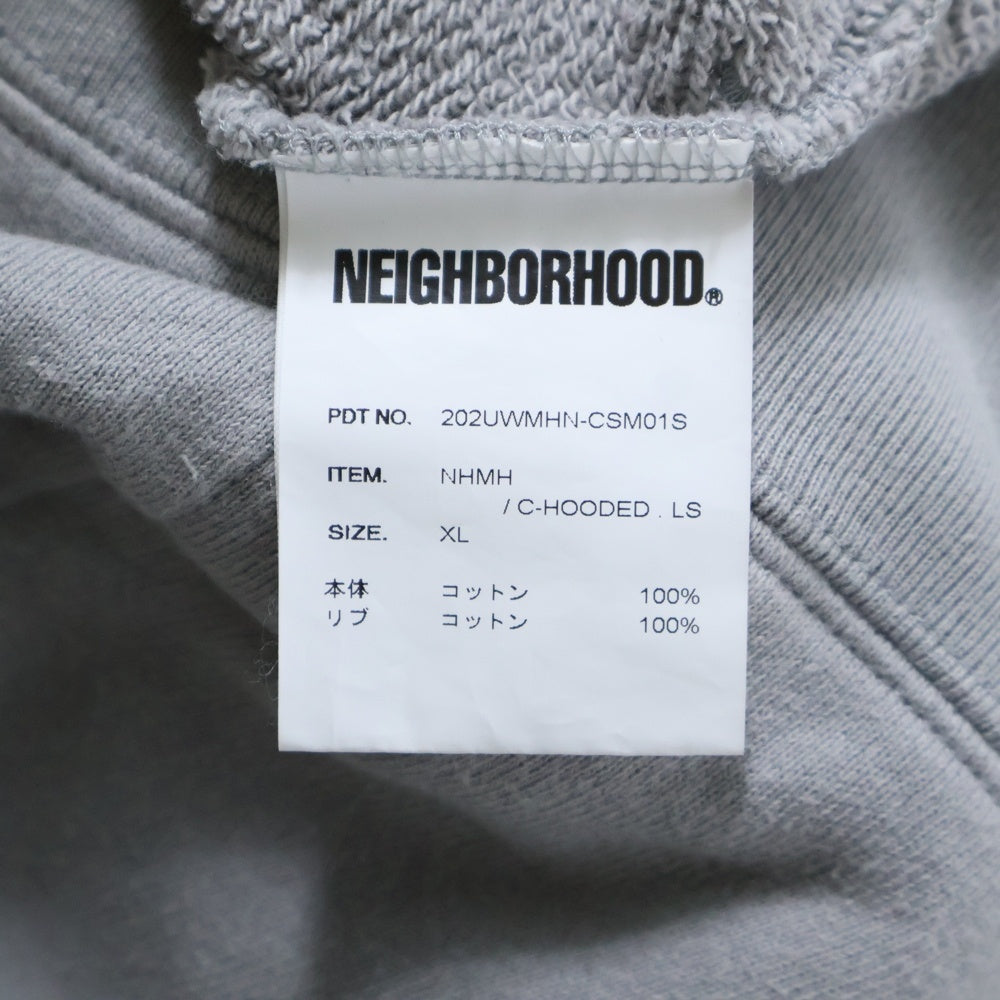 NEIGHBORHOOD®
PDT NO. 202UWMHN-CSM01S
ITEM. NHMH
/ C-HOODED . LS
SIZE. XL
本体 コットン 100%
リブ コットン 100%